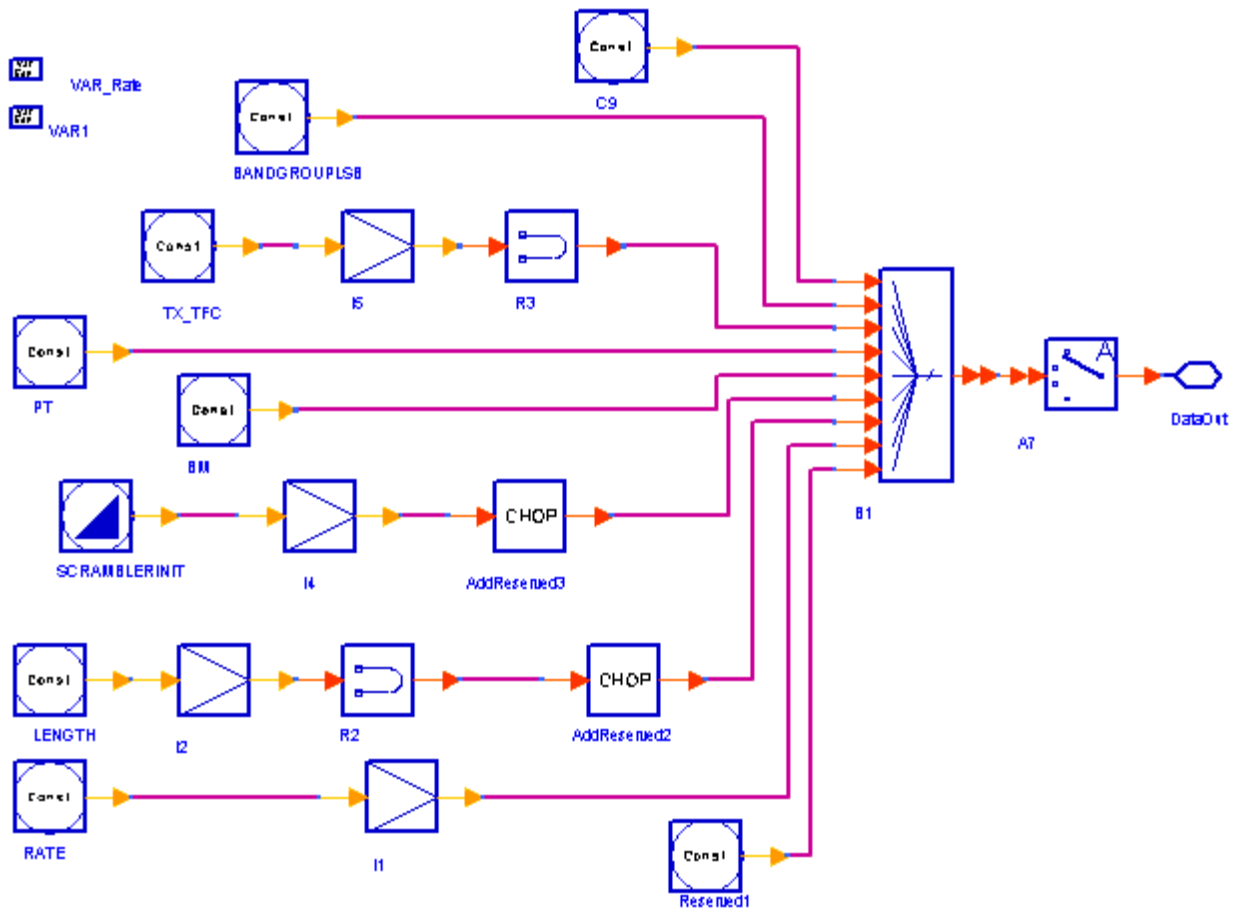 Const
C9
VAR_Rate
VAR1
Const
BANDGROUPLSB
Const
TX_TFC
I5
R3
Const
PT
Const
BM
A
A7
DataOut
B1
SCRAMBLERINIT
I4
CHOP
AddReserved3
Const
LENGTH
I2
R2
CHOP
AddReserved2
Const
RATE
I1
Const
Reserved1